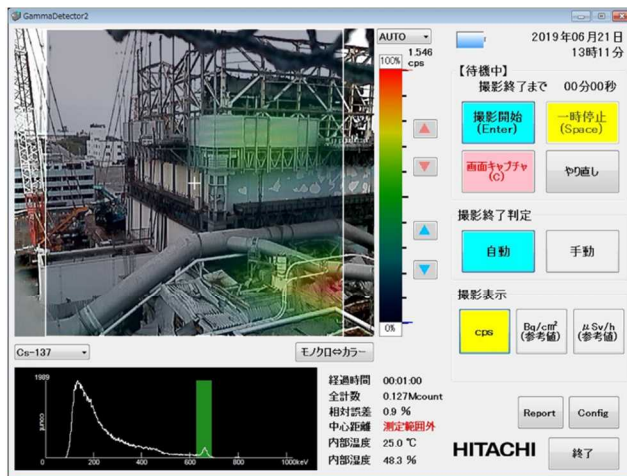 GammaDetector2
AUTO
1.546
cps
100%
0%
2019年06月21日
13時11分
【待機中】
撮影終了まで 00分00秒
撮影開始
(Enter)
一時停止
(Space)
画面キャプチャ
(C)
やり直し
撮影終了判定
自動
手動
撮影表示
cps
Bq/cm²
(参考値)
μSv/h
(参考値)
Cs-137
モノクロ⇔カラー
1989
counts
0
200
400
600
800
1000keV
経過時間 00:01:00
全計数 0.127Mcount
相対誤差 0.9 %
中心距離 測定範囲外
内部温度 25.0 ℃
内部湿度 48.3 %
Report
Config
HITACHI
終了